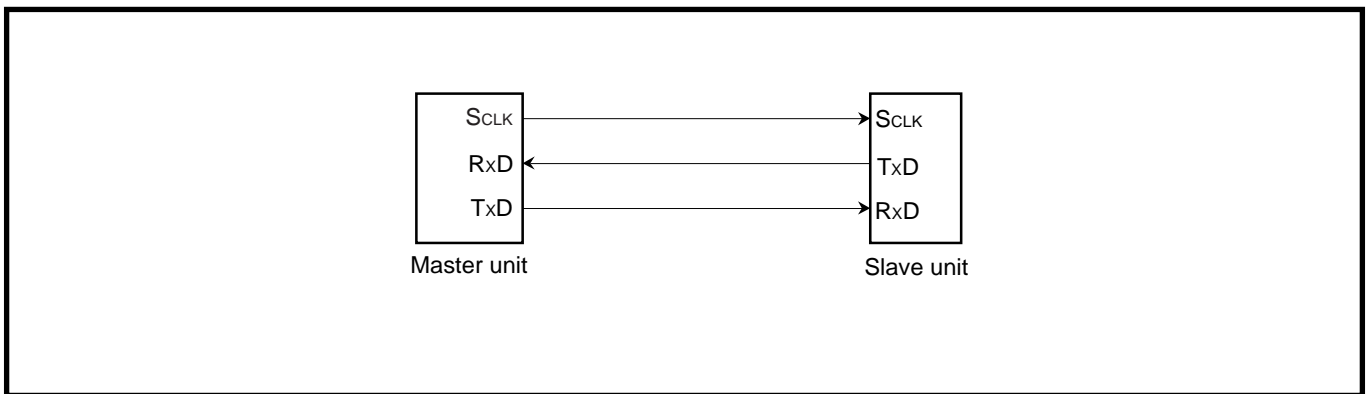 SCLK SCLK
RxD TxD
TxD RxD
Master unit Slave unit